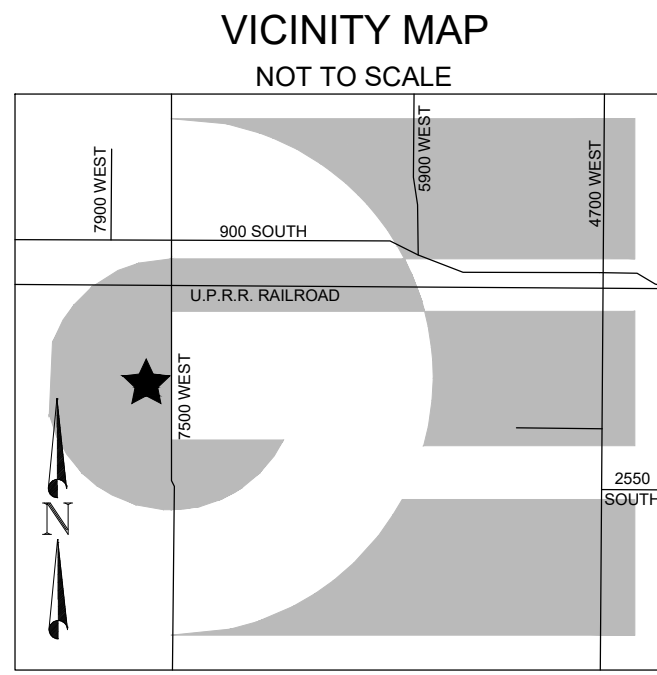 VICINITY MAP
NOT TO SCALE
7900 WEST
5900 WEST
4700 WEST
900 SOUTH
U.P.R.R. RAILROAD
7500 WEST
2550
SOUTH
N